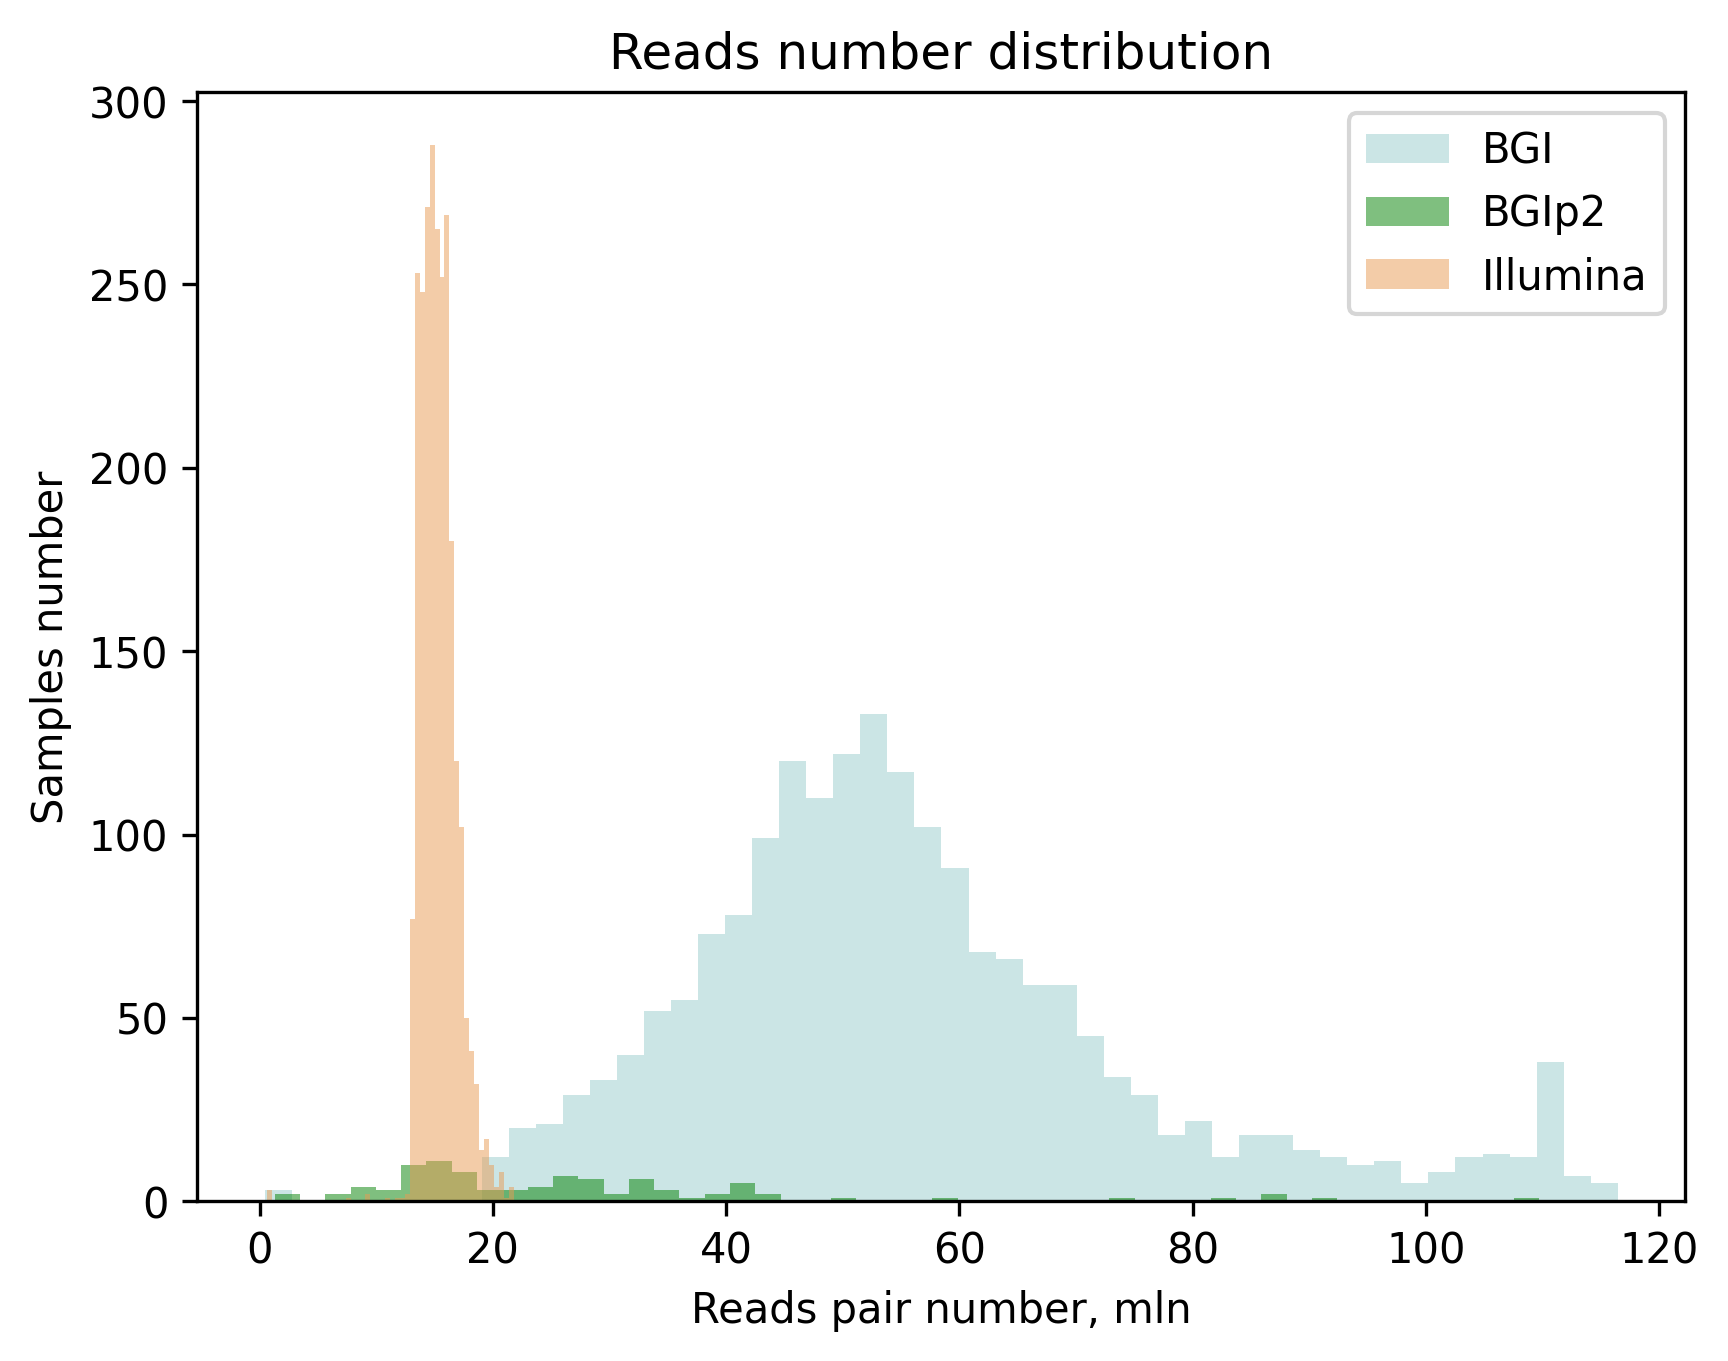 Reads number distribution
300
250
200
150
100
50
0
Samples number
BGI
BGIp2
Illumina
0 20 40 60 80 100 120
Reads pair number, mln